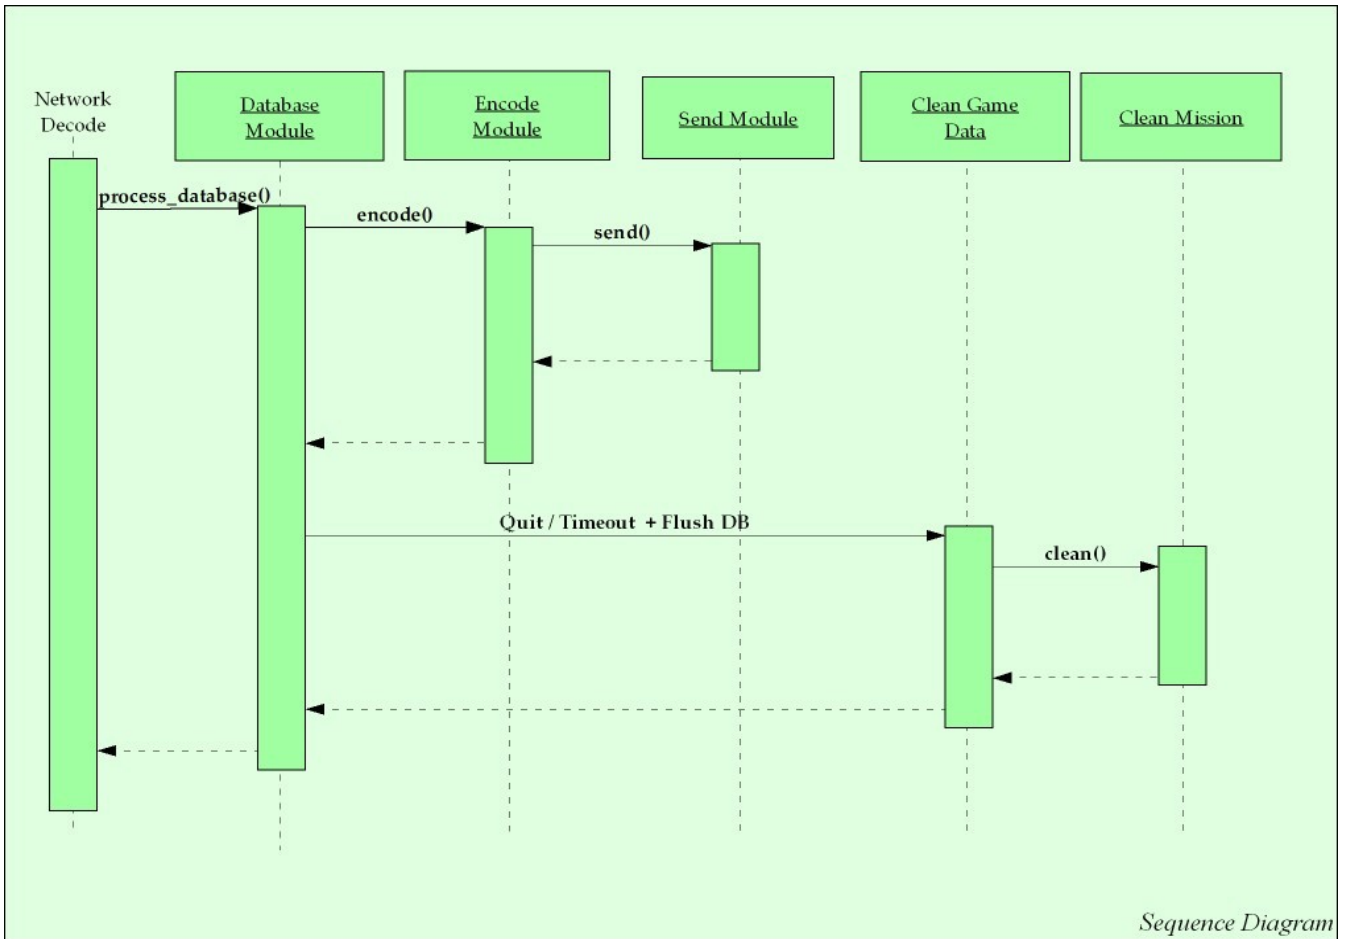 Network
Decode
Database
Module
Encode
Module
Send Module
Clean Game
Data
Clean Mission
process_database()
encode()
send()
Quit / Timeout + Flush DB
clean()
Sequence Diagram